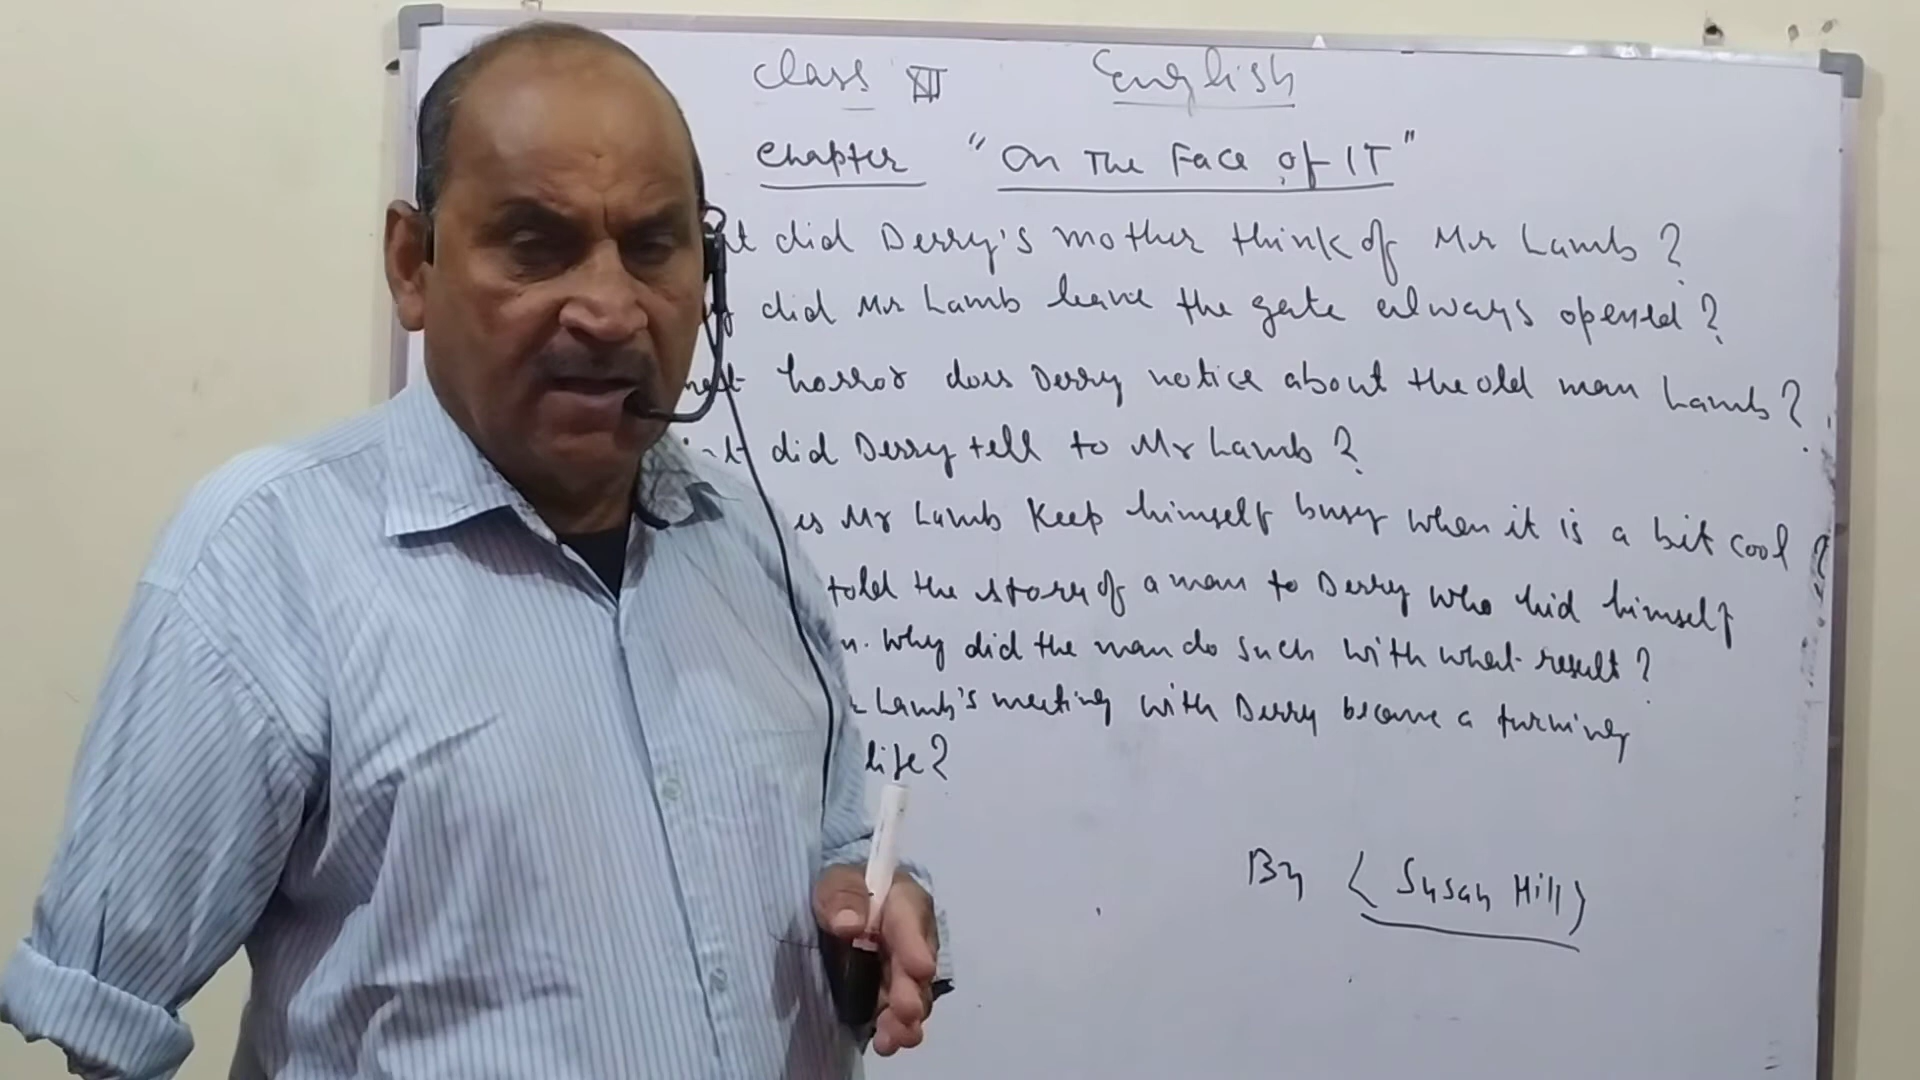 Class XII English
Chapter "On The Face of IT"
did Derry's mother think of Mr Lamb ?
did Mr Lamb leave the gate always opened ?
horror does Derry notice about the old man Lamb ?
did Derry tell to Mr Lamb ?
Mr Lamb Keep himself busy when it is a bit cool ?
told the story of a man to Derry who hid himself
Why did the man do such with what result ?
Lamb's meeting with Derry became a turning
life ?
By (Susan Hill)